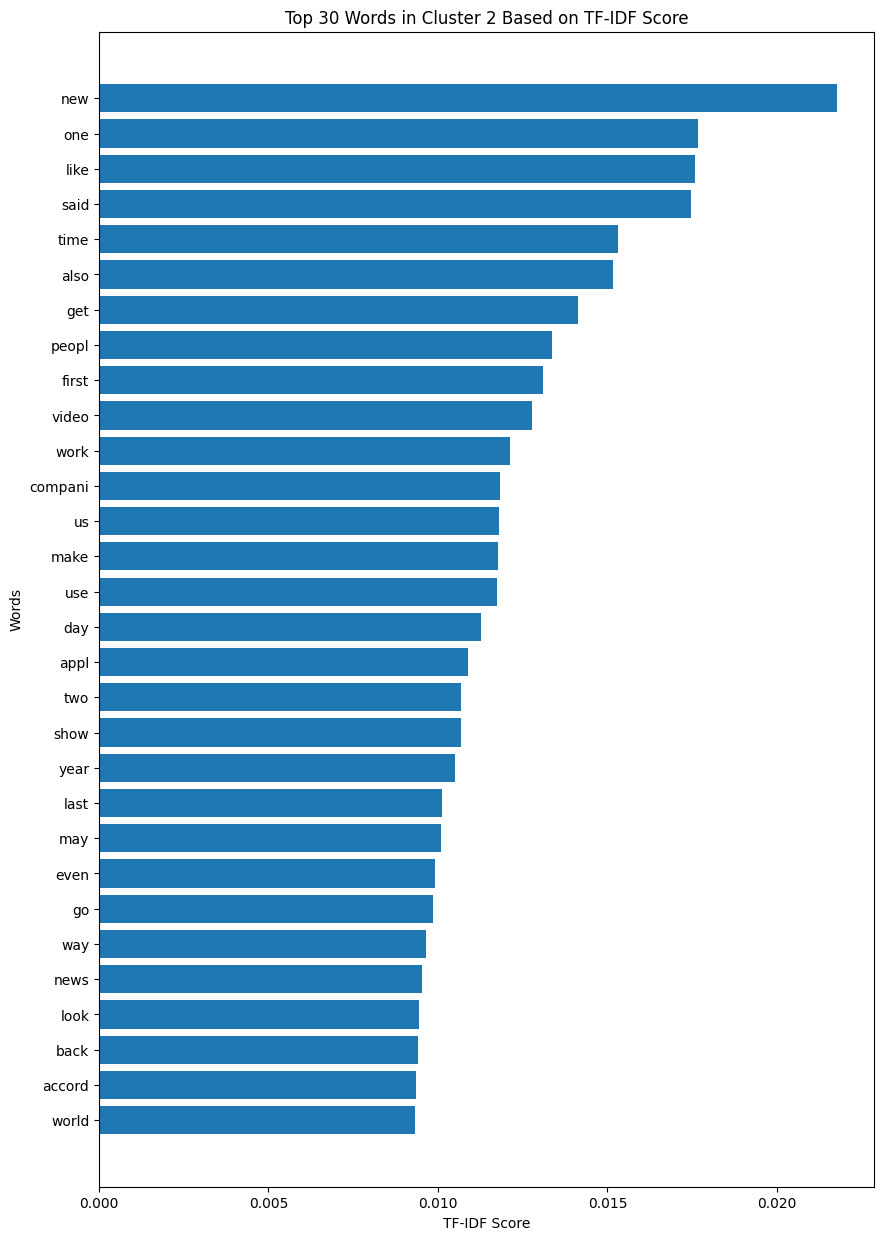 Top 30 Words in Cluster 2 Based on TF-IDF Score
new
one
like
said
time
also
get
peopl
first
video
work
compani
us
make
use
day
appl
two
show
year
last
may
even
go
way
news
look
back
accord
world
Words
0.000 0.005 0.010 0.015 0.020
TF-IDF Score